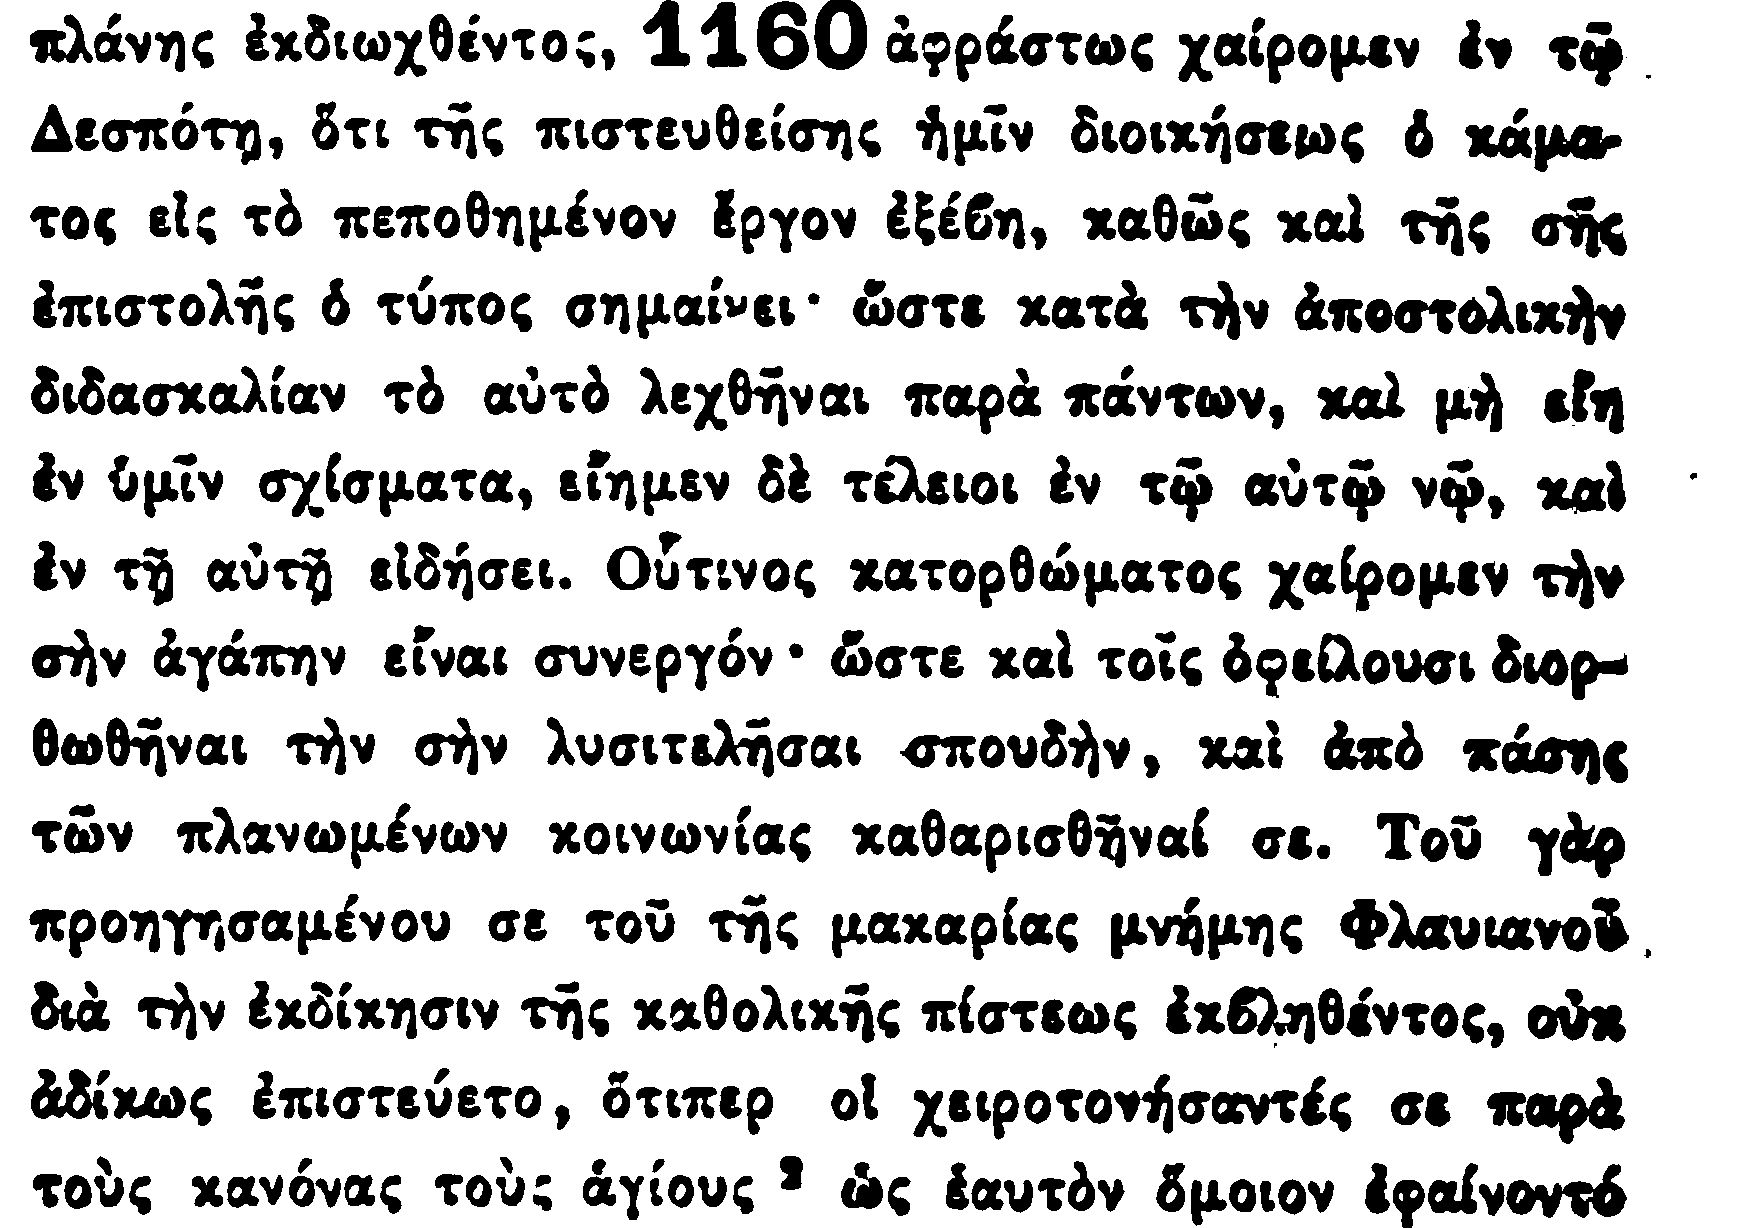 πλάνης ἐκδιωχθέντος, 1160 ἀφράστως χαίρομεν ἐν τῷ
Δεσπότῃ, ὅτι τῆς πιστευθείσης ἡμῖν διοικήσεως ὁ κάμα-
τος εἰς τὸ πεποθημένον ἔργον ἐξέϐη, καθὼς καὶ τῆς σῆς
ἐπιστολῆς ὁ τύπος σημαίνει· ὥστε κατὰ τὴν ἀποστολικὴν
διδασκαλίαν τὸ αὐτὸ λεχθῆναι παρὰ πάντων, καὶ μὴ εἴη
ἐν ὑμῖν σχίσματα, εἴημεν δὲ τέλειοι ἐν τῷ αὐτῷ νῷ, καὶ
ἐν τῇ αὐτῇ εἰδήσει. Οὗτινος κατορθώματος χαίρομεν τὴν
σὴν ἀγάπην εἶναι συνεργόν· ὥστε καὶ τοῖς ὀφείλουσι διορ-
θωθῆναι τὴν σὴν λυσιτελῆσαι σπουδὴν, καὶ ἀπὸ πάσης
τῶν πλανωμένων κοινωνίας καθαρισθῆναί σε. Τοῦ γὰρ
προηγησαμένου σε τοῦ τῆς μακαρίας μνήμης Φλαυιανοῦ
διὰ τὴν ἐκδίκησιν τῆς καθολικῆς πίστεως ἐκϐληθέντος, οὐκ
ἀδίκως ἐπιστεύετο, ὅτιπερ οἱ χειροτονήσαντές σε παρὰ
τοὺς κανόνας τοὺς ἁγίους ² ὡς ἑαυτὸν ὅμοιον ἐφαίνοντό